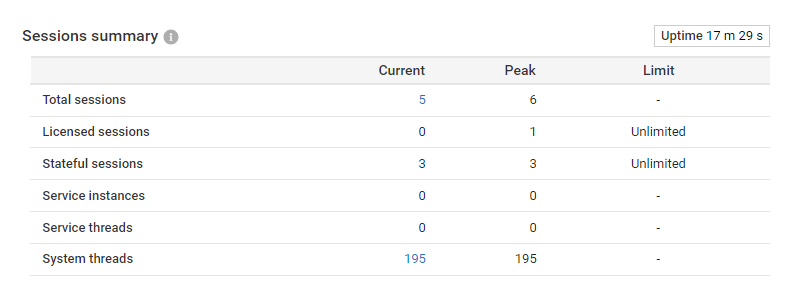 Sessions summary
Uptime 17 m 29 s
Current Peak Limit
Total sessions 5 6 -
Licensed sessions 0 1 Unlimited
Stateful sessions 3 3 Unlimited
Service instances 0 0 -
Service threads 0 0 -
System threads 195 195 -